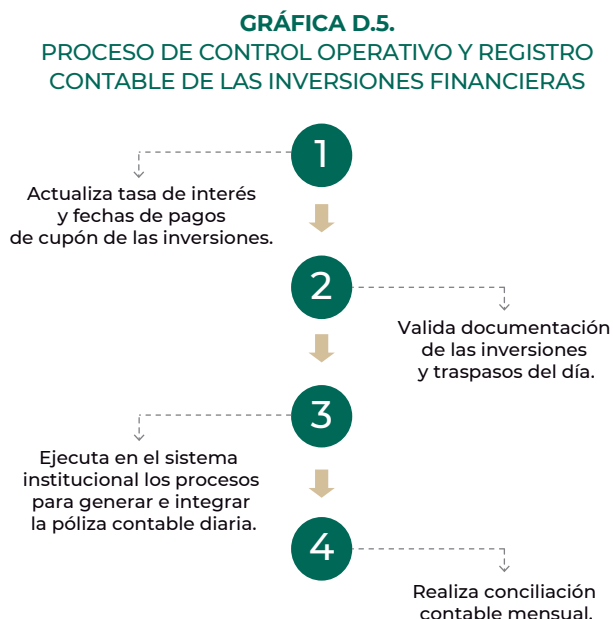 GRÁFICA D.5.
PROCESO DE CONTROL OPERATIVO Y REGISTRO
CONTABLE DE LAS INVERSIONES FINANCIERAS
1
Actualiza tasa de interés
y fechas de pagos
de cupón de las inversiones.
2
Valida documentación
de las inversiones
y traspasos del día.
3
Ejecuta en el sistema
institucional los procesos
para generar e integrar
la póliza contable diaria.
4
Realiza conciliación
contable mensual.